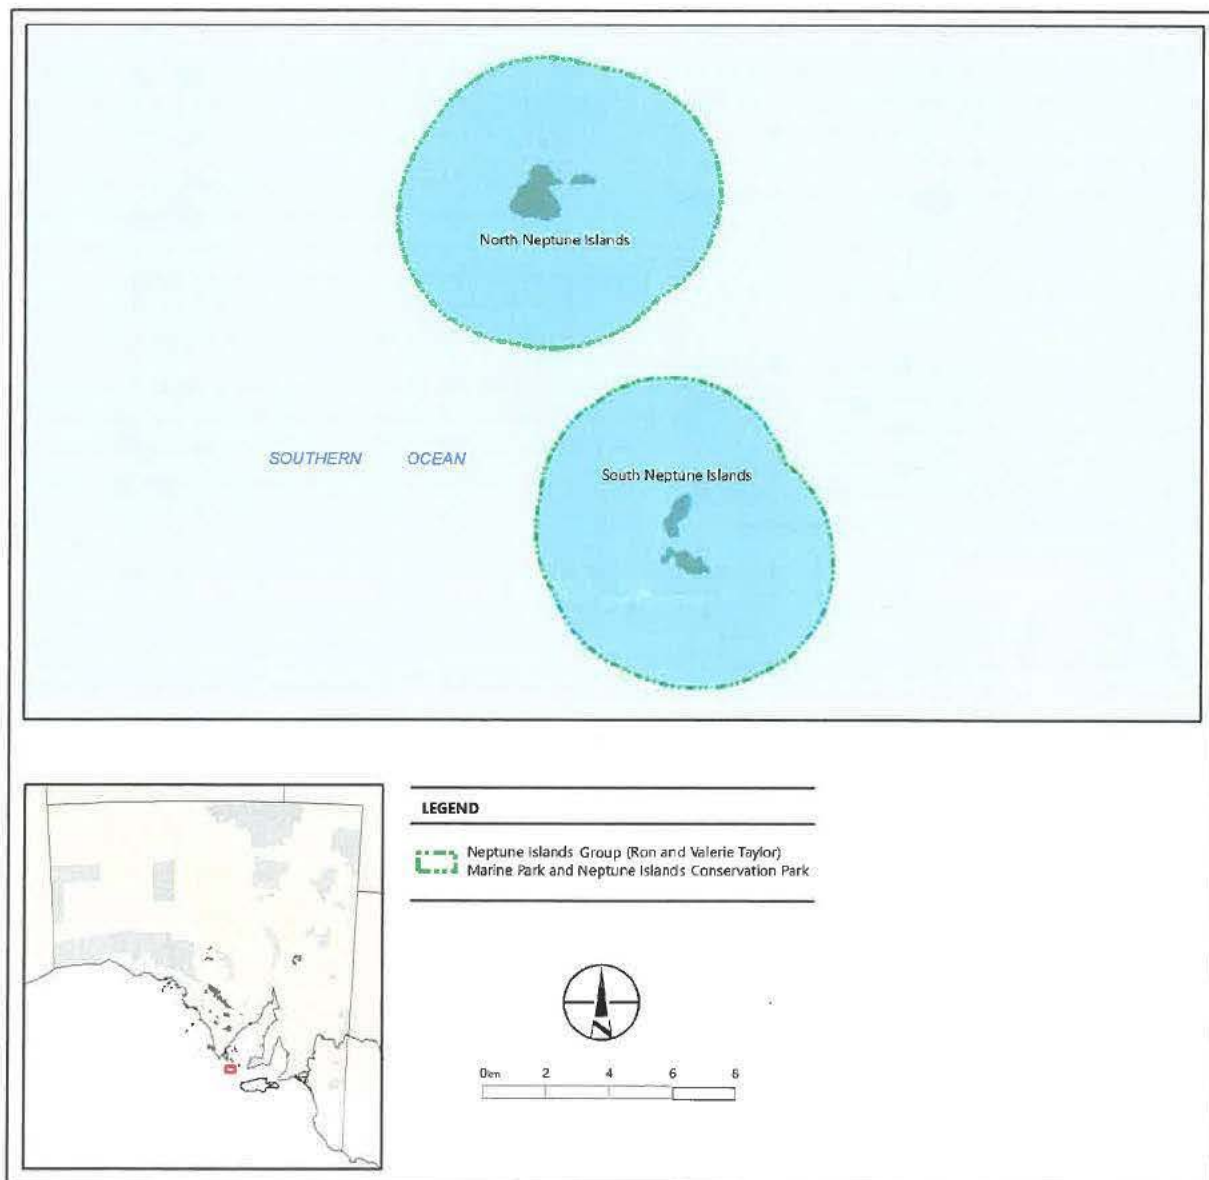 North Neptune Islands
SOUTHERN OCEAN
South Neptune Islands
LEGEND
Neptune Islands Group (Ron and Valerie Taylor)
Marine Park and Neptune Islands Conservation Park
N
0km 2 4 6 8